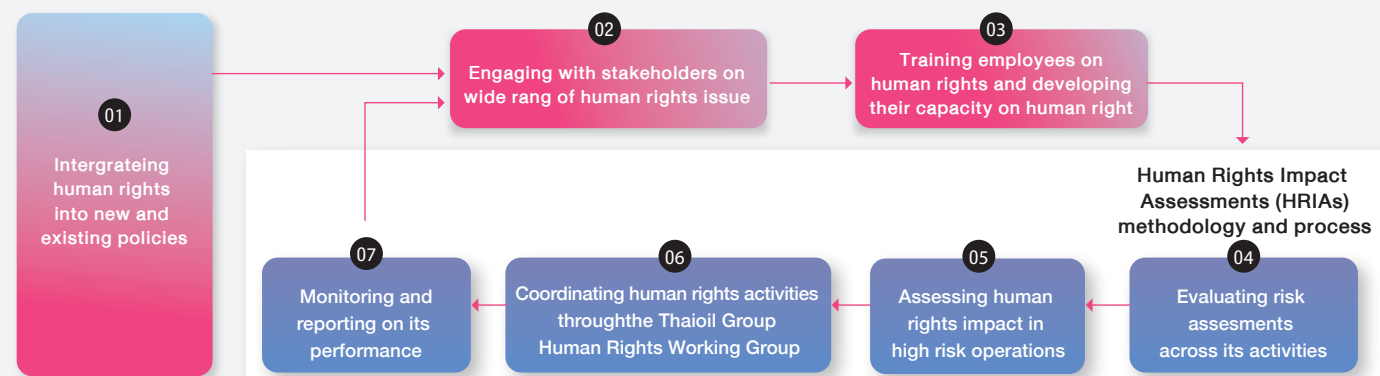 01
Intergrateing
human rights
into new and
existing policies
02
Engaging with stakeholders on
wide rang of human rights issue
03
Training employees on
human rights and developing
their capacity on human right
Human Rights Impact
Assessments (HRIAs)
methodology and process
04
Evaluating risk
assesments
across its activities
05
Assessing human
rights impact in
high risk operations
06
Coordinating human rights activities
throughthe Thaioil Group
Human Rights Working Group
07
Monitoring and
reporting on its
performance